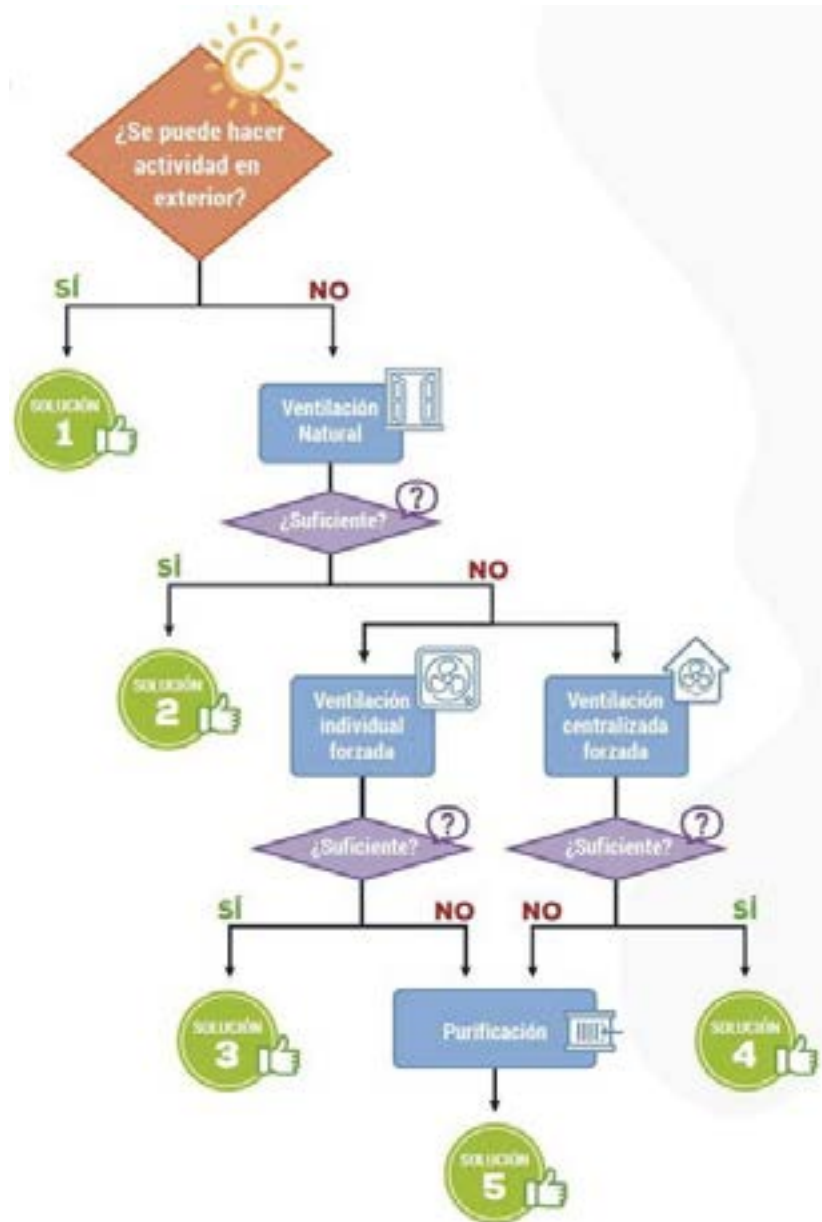 ¿Se puede hacer
actividad en
exterior?
SÍ
NO
SOLUCIÓN
1
Ventilación
Natural
¿Suficiente?
?
SÍ
NO
SOLUCIÓN
2
Ventilación
individual
forzada
Ventilación
centralizada
forzada
¿Suficiente?
?
¿Suficiente?
?
SÍ
NO
NO
SÍ
SOLUCIÓN
3
Purificación
SOLUCIÓN
4
SOLUCIÓN
5